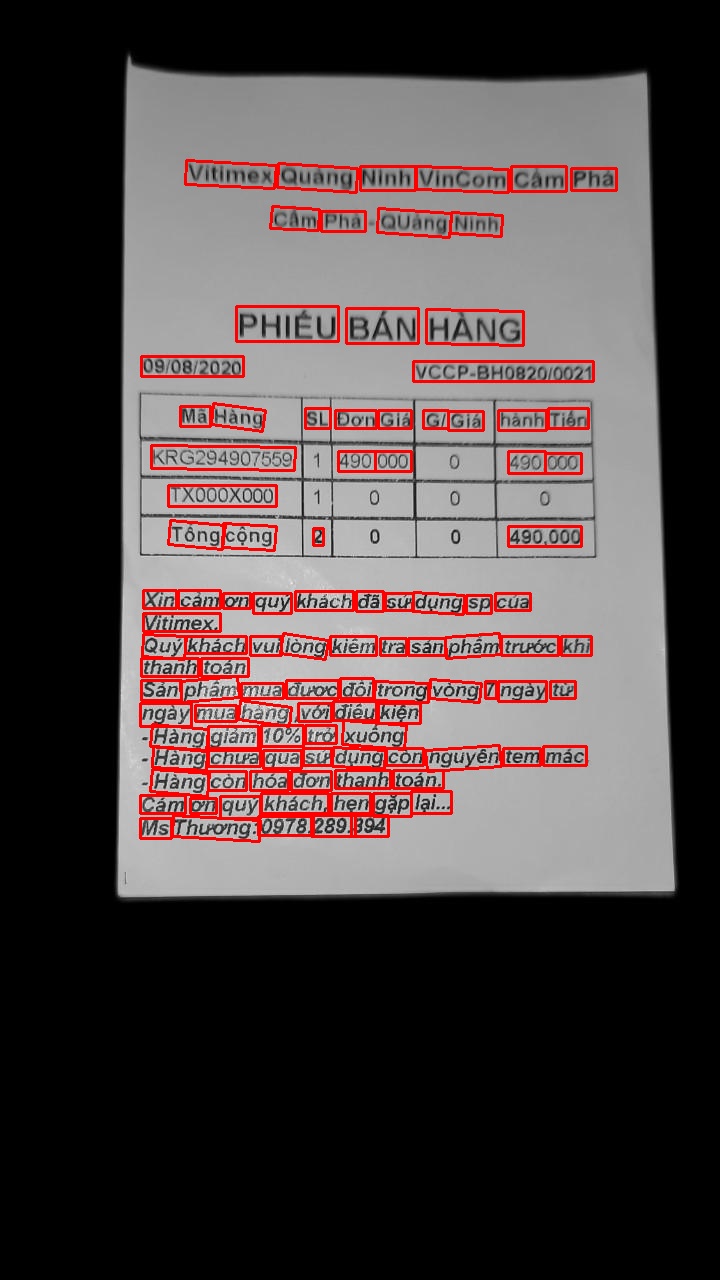 Vitimex Quảng Ninh VinCom Cẩm Phả
Cẩm Phả - QUảng Ninh
PHIẾU BÁN HÀNG
09/08/2020 VCCP-BH0820/0021
Mã Hàng SL Đơn Giá G/ Giá hành Tiền
KRG294907559 1 490,000 0 490,000
TX000X000 1 0 0 0
Tổng cộng 2 0 0 490,000
Xin cảm ơn quý khách đã sử dụng sp của
Vitimex.
Quý khách vui lòng kiểm tra sản phẩm trước khi
thanh toán
Sản phẩm mua được đổi trong vòng 7 ngày từ
ngày mua hàng ,với điều kiện
- Hàng giảm 10% trở xuống
- Hàng chưa qua sử dụng còn nguyên tem mác
- Hàng còn hóa đơn thanh toán.
Cảm ơn quý khách, hẹn gặp lại...
Ms Thương: 0978.289.394